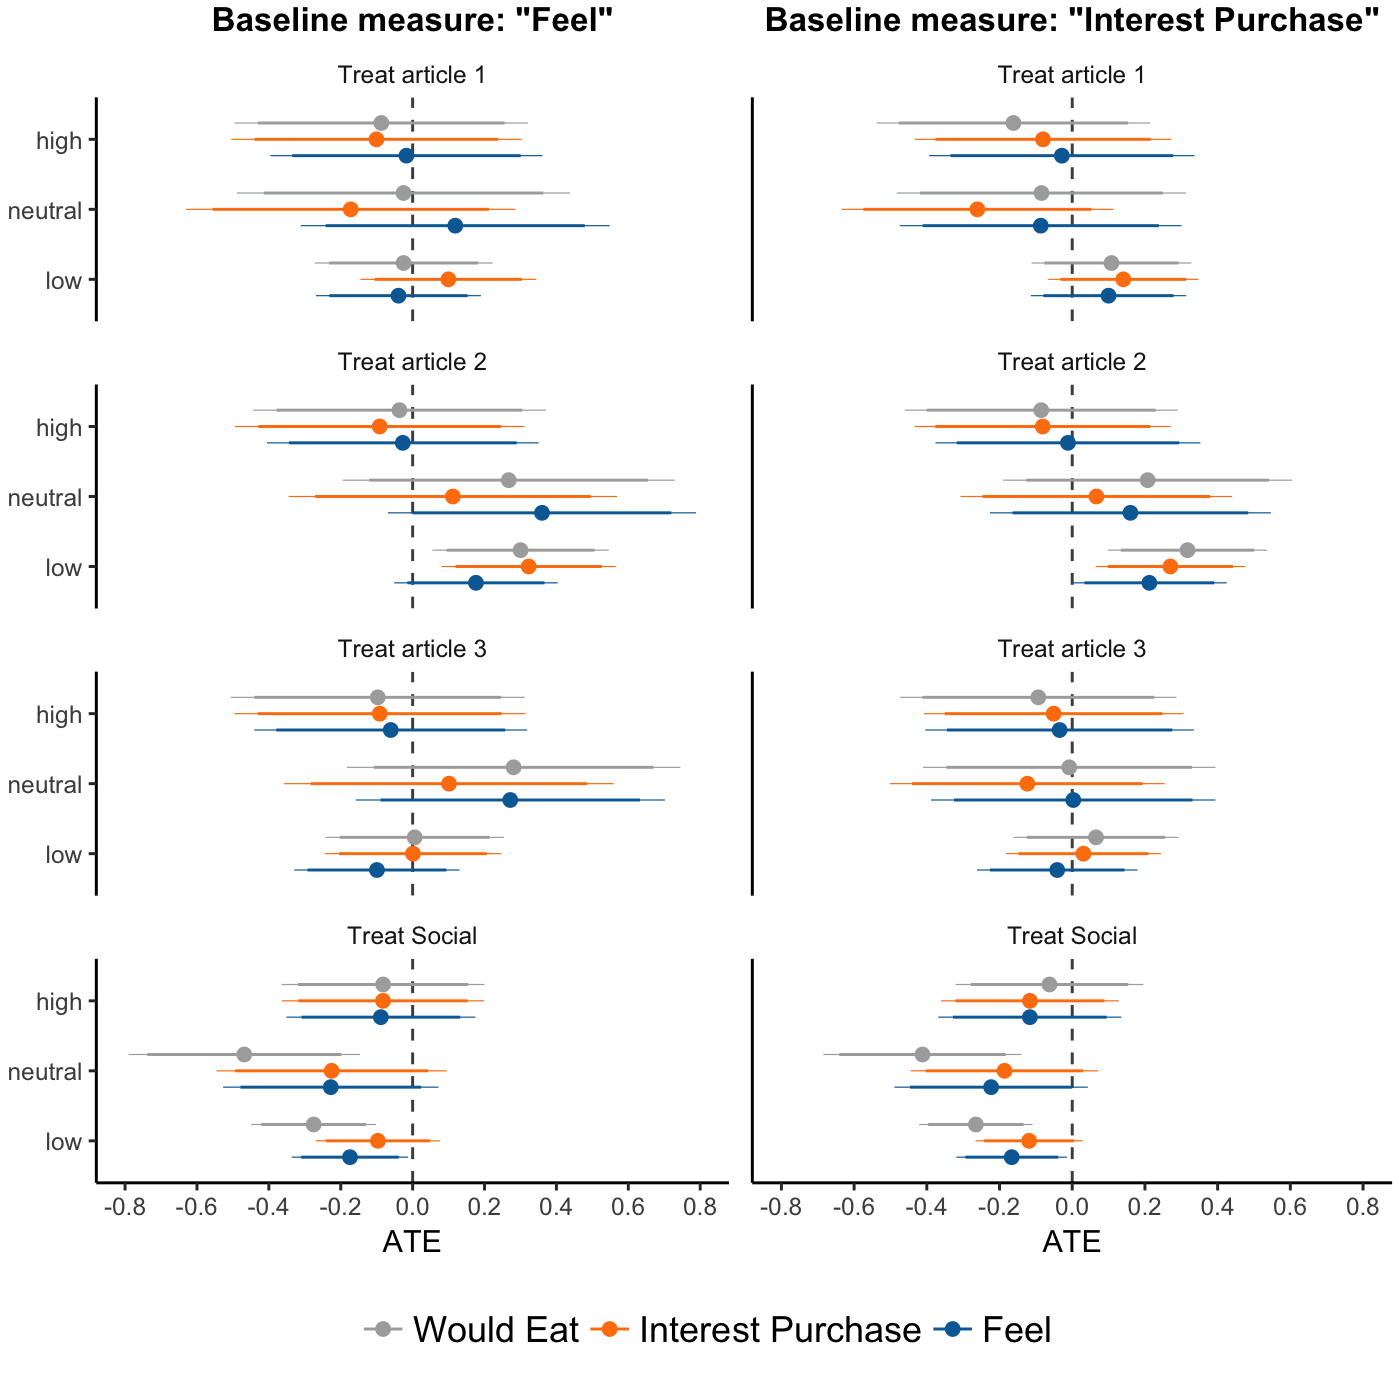 Baseline measure: "Feel"
Baseline measure: "Interest Purchase"
Treat article 1
Treat article 1
high
neutral
low
Treat article 2
Treat article 2
high
neutral
low
Treat article 3
Treat article 3
high
neutral
low
Treat Social
Treat Social
high
neutral
low
-0.8 -0.6 -0.4 -0.2 0.0 0.2 0.4 0.6 0.8
-0.8 -0.6 -0.4 -0.2 0.0 0.2 0.4 0.6 0.8
ATE
ATE
Would Eat Interest Purchase Feel